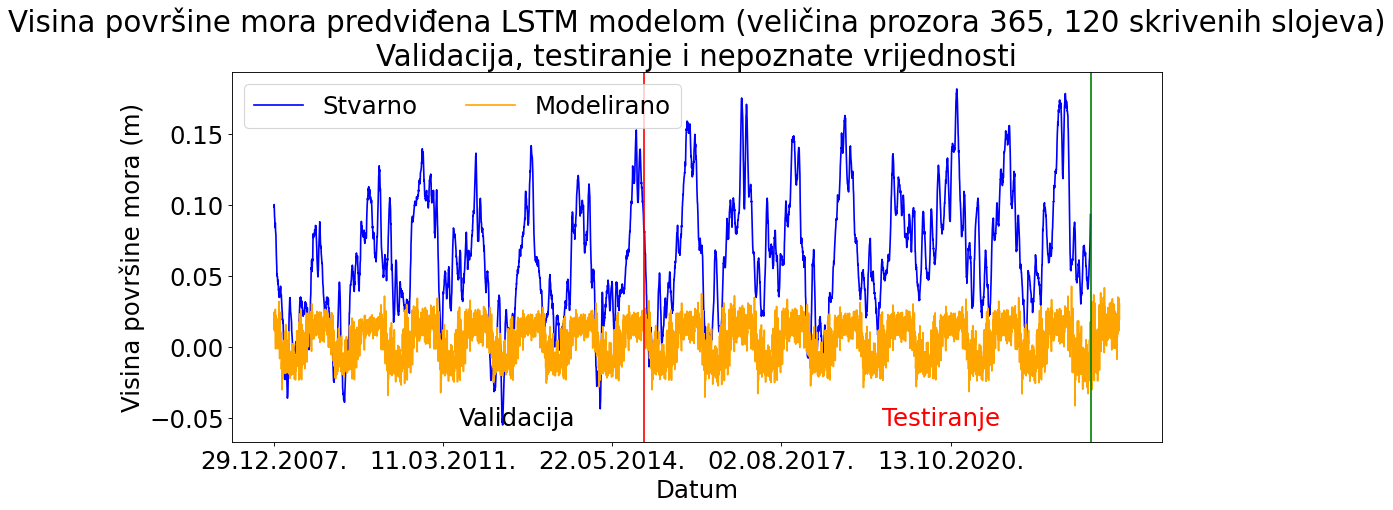 Visina površine mora predviđena LSTM modelom (veličina prozora 365, 120 skrivenih slojeva)
Validacija, testiranje i nepoznate vrijednosti
Stvarno
Modelirano
Visina površine mora (m)
0.15
0.10
0.05
0.00
−0.05
Validacija
Testiranje
29.12.2007.
11.03.2011.
22.05.2014.
02.08.2017.
13.10.2020.
Datum